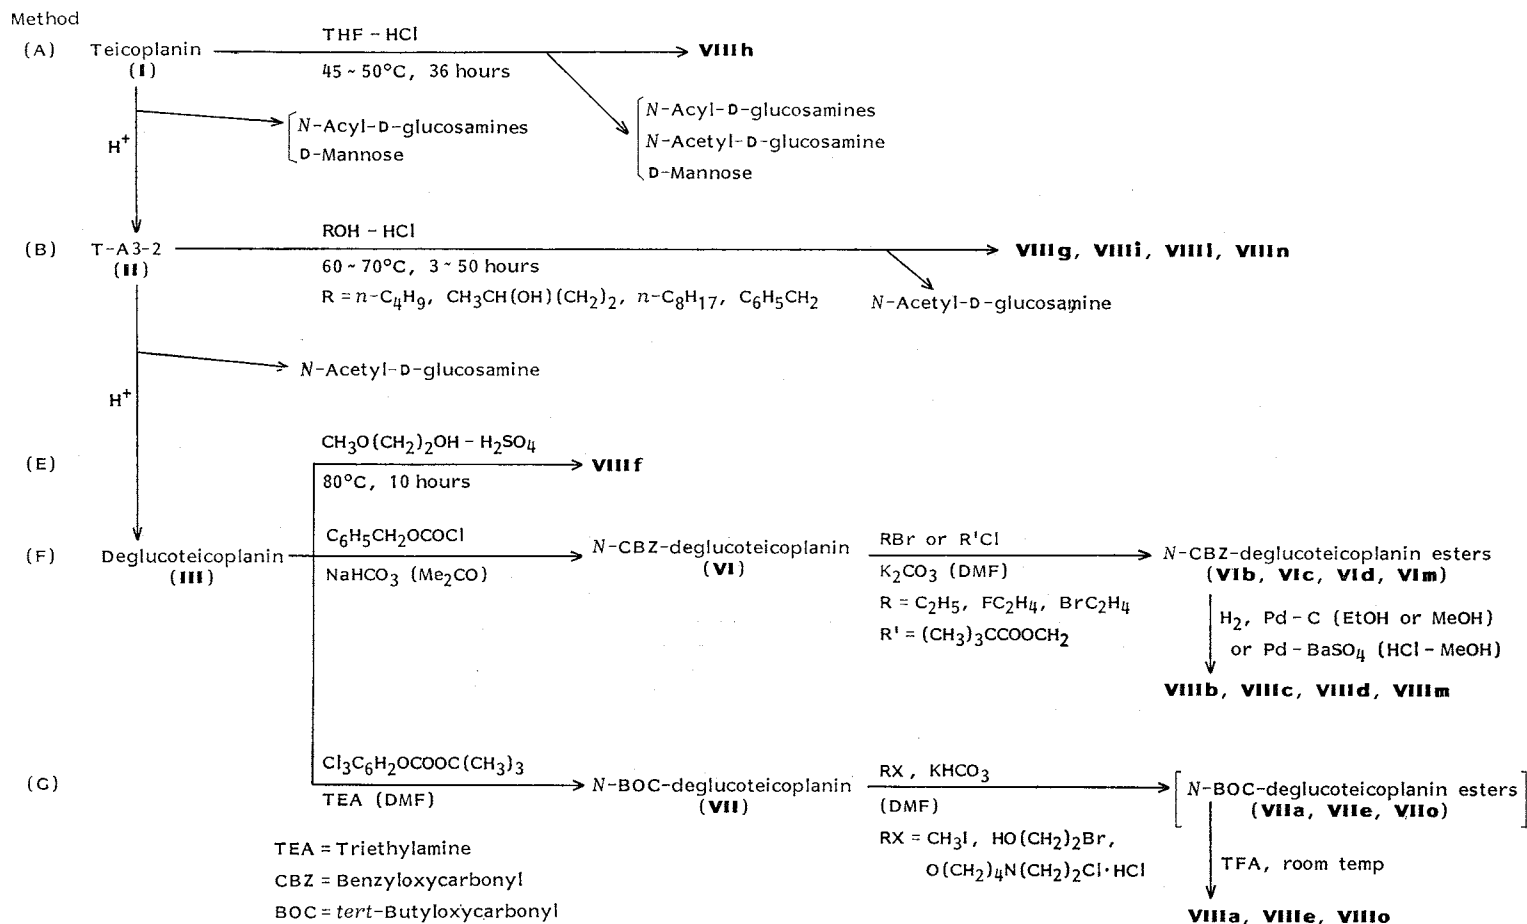 Method
(A) Teicoplanin THF - HCl VIIIh
(I) 45 ~ 50°C, 36 hours
N-Acyl-D-glucosamines
N-Acyl-D-glucosamines
N-Acetyl-D-glucosamine
H+
D-Mannose
D-Mannose
(B) T-A3-2 ROH - HCl VIIIg, VIIIi, VIIIl, VIIIn
(II) 60 ~ 70°C, 3 ~ 50 hours
R = n-C4H9, CH3CH(OH)(CH2)2, n-C8H17, C6H5CH2
N-Acetyl-D-glucosamine
N-Acetyl-D-glucosamine
H+
CH3O(CH2)2OH - H2SO4
(E) VIIIf
80°C, 10 hours
C6H5CH2OCOCl
(F) Deglucoteicoplanin N-CBZ-deglucoteicoplanin RBr or R'Cl N-CBZ-deglucoteicoplanin esters
(III) NaHCO3 (Me2CO) (VI) K2CO3 (DMF) (VIb, VIc, VId, VIm)
R = C2H5, FC2H4, BrC2H4
R' = (CH3)3CCOOCH2
H2, Pd - C (EtOH or MeOH)
or Pd - BaSO4 (HCl - MeOH)
VIIIb, VIIIc, VIIId, VIIIm
Cl3C6H2OCOOC(CH3)3
(G) N-BOC-deglucoteicoplanin RX, KHCO3 N-BOC-deglucoteicoplanin esters
TEA (DMF) (VII) (DMF) (VIIa, VIIe, VIIo)
RX = CH3I, HO(CH2)2Br,
O(CH2)4N(CH2)2Cl·HCl
TFA, room temp
VIIIa, VIIIe, VIIIo
TEA = Triethylamine
CBZ = Benzyloxycarbonyl
BOC = tert-Butyloxycarbonyl